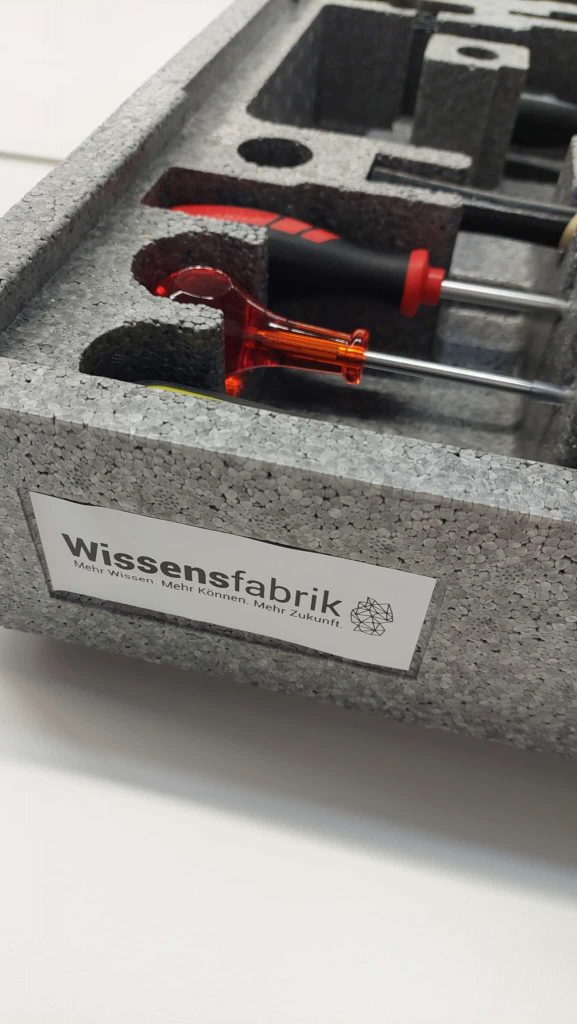 Wissensfabrik
Mehr Wissen. Mehr Können. Mehr Zukunft.